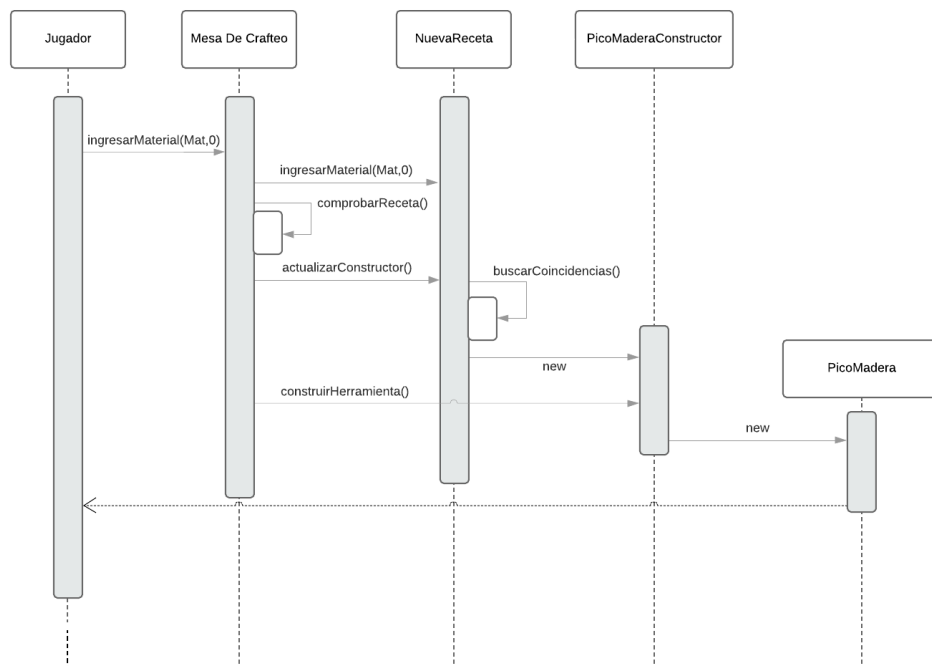 Jugador
Mesa De Crafteo
NuevaReceta
PicoMaderaConstructor
ingresarMaterial(Mat,0)
ingresarMaterial(Mat,0)
comprobarReceta()
actualizarConstructor()
buscarCoincidencias()
new
PicoMadera
construirHerramienta()
new